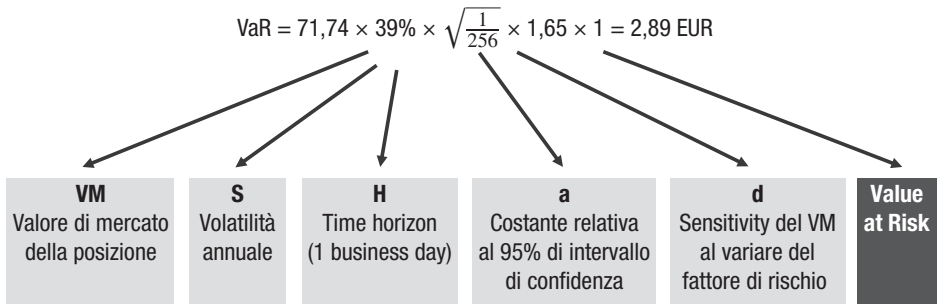 VaR = 71,74 × 39% × √(1/256) × 1,65 × 1 = 2,89 EUR
VM
Valore di mercato
della posizione
S
Volatilità
annuale
H
Time horizon
(1 business day)
a
Costante relativa
al 95% di intervallo
di confidenza
d
Sensitivity del VM
al variare del
fattore di rischio
Value
at Risk